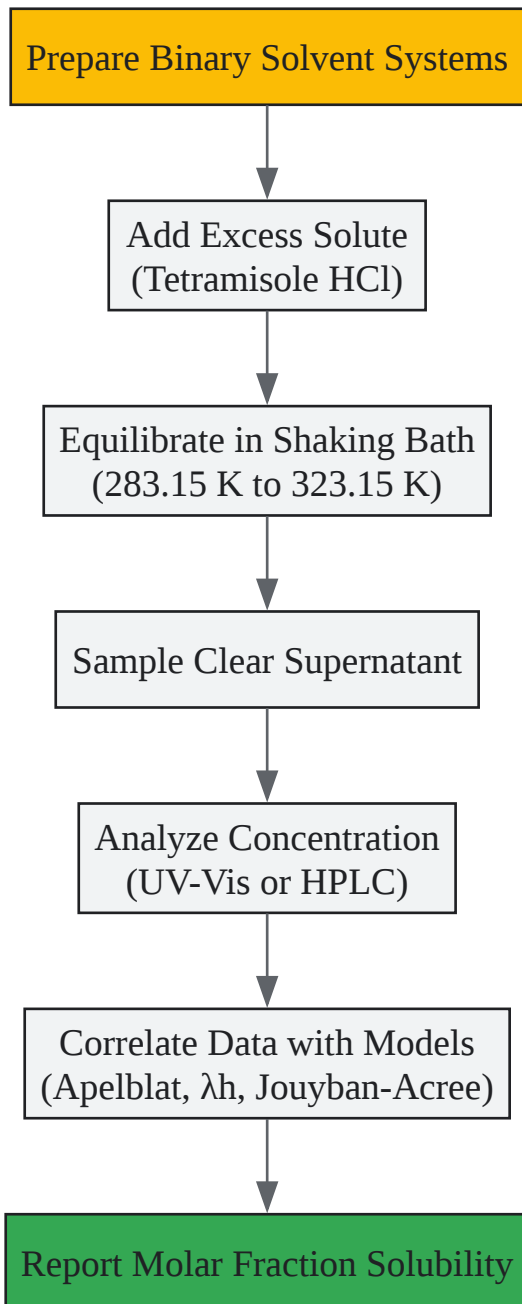 Prepare Binary Solvent Systems
Add Excess Solute
(Tetramisole HCl)
Equilibrate in Shaking Bath
(283.15 K to 323.15 K)
Sample Clear Supernatant
Analyze Concentration
(UV-Vis or HPLC)
Correlate Data with Models
(Apelblat, λh, Jouyban-Acree)
Report Molar Fraction Solubility